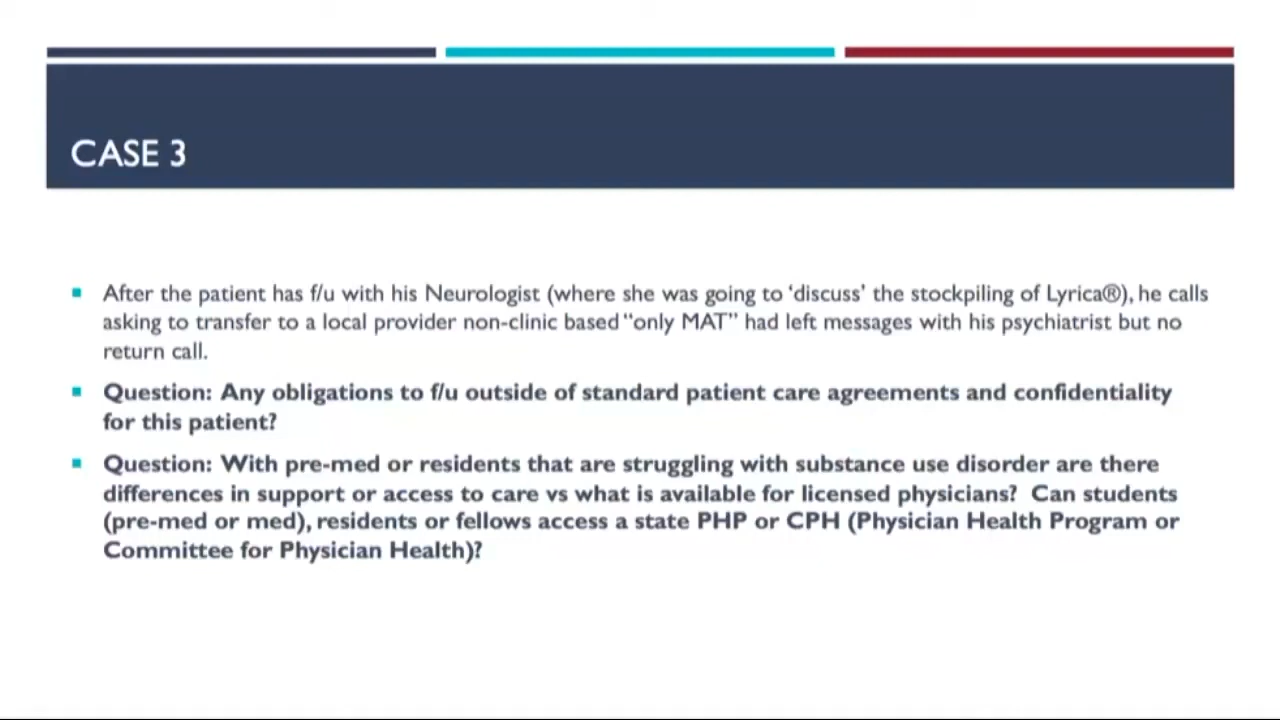 CASE 3
After the patient has f/u with his Neurologist (where she was going to ‘discuss’ the stockpiling of Lyrica®), he calls
asking to transfer to a local provider non-clinic based “only MAT” had left messages with his psychiatrist but no
return call.
Question: Any obligations to f/u outside of standard patient care agreements and confidentiality
for this patient?
Question: With pre-med or residents that are struggling with substance use disorder are there
differences in support or access to care vs what is available for licensed physicians? Can students
(pre-med or med), residents or fellows access a state PHP or CPH (Physician Health Program or
Committee for Physician Health)?